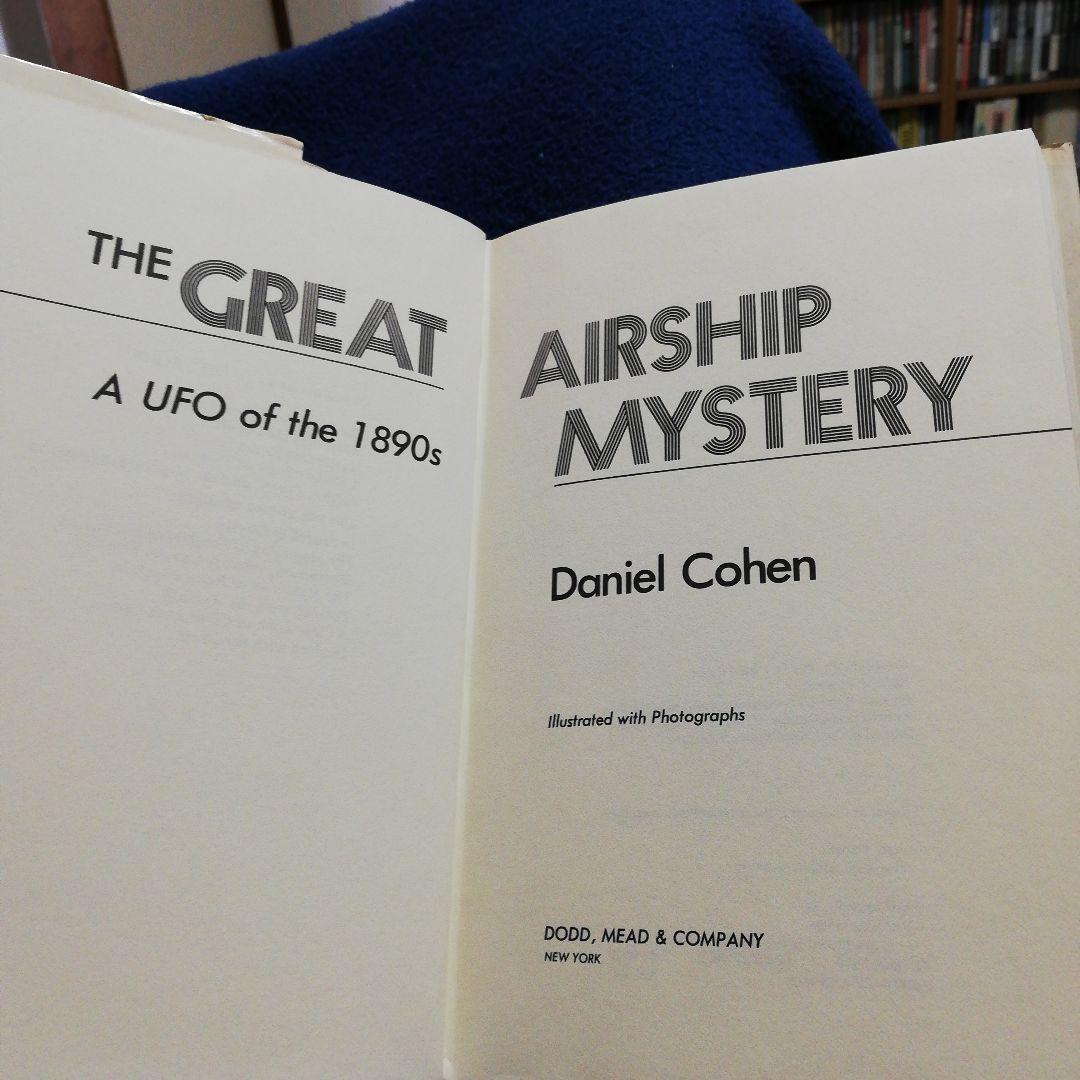 THE GREAT
A UFO of the 1890s
AIRSHIP
MYSTERY
Daniel Cohen
Illustrated with Photographs
DODD, MEAD & COMPANY
NEW YORK